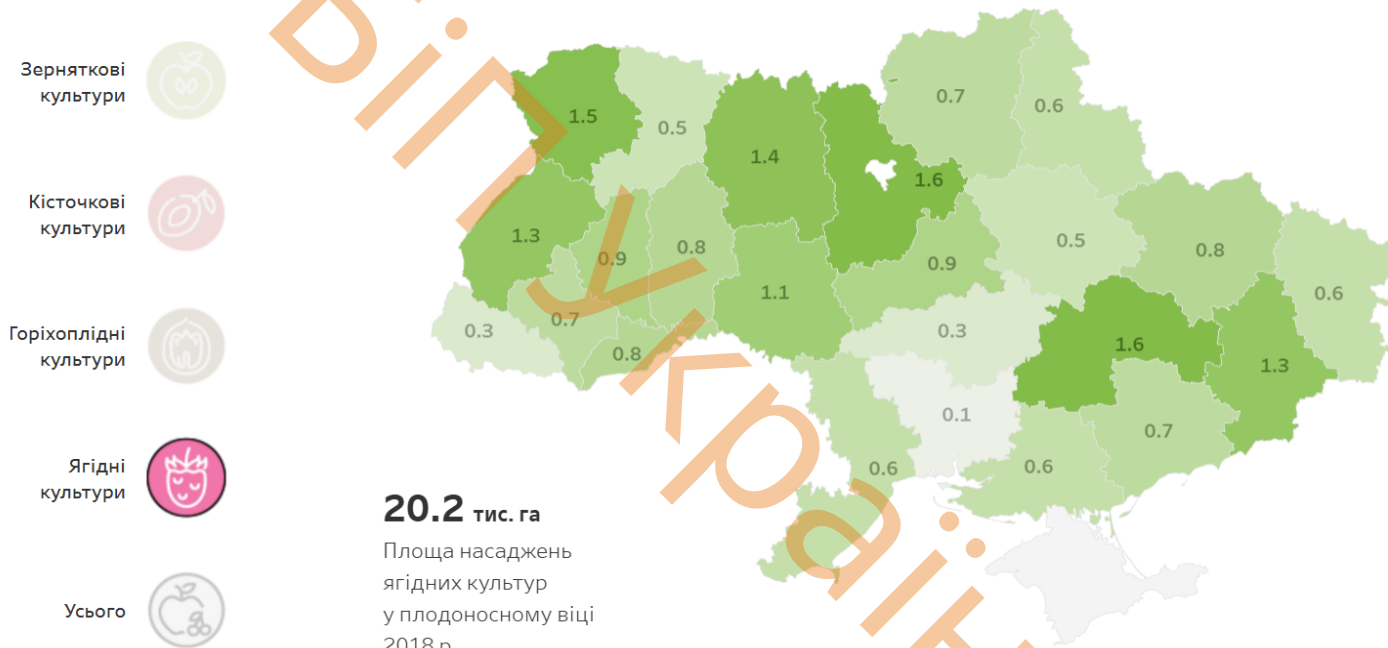 Зерняткові
культури
Кісточкові
культури
Горіхоплідні
культури
Ягідні
культури
Усього
20.2 тис. га
Площа насаджень
ягідних культур
у плодоносному віці
2018 р
0.7
0.6
1.5
0.5
1.4
1.6
1.3
0.9
0.8
0.9
0.5
0.8
1.1
0.6
0.3
0.7
0.8
0.3
1.6
1.3
0.1
0.7
0.6
0.6